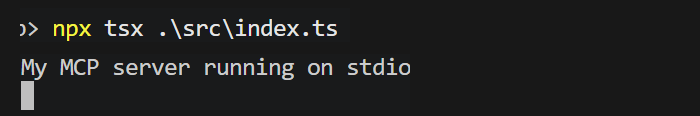 > npx tsx .\src\index.ts
My MCP server running on stdio